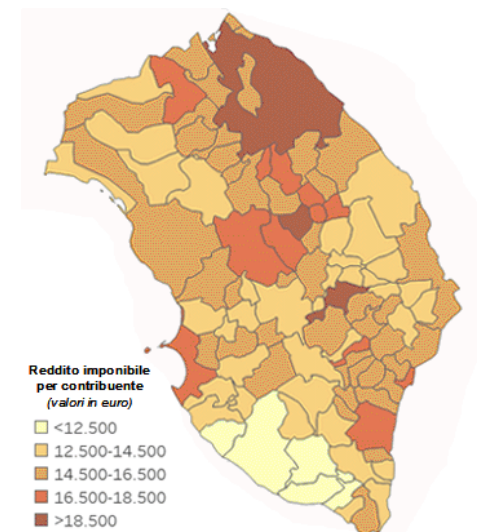 Reddito imponibile
per contribuente
(valori in euro)
<12.500
12.500-14.500
14.500-16.500
16.500-18.500
>18.500